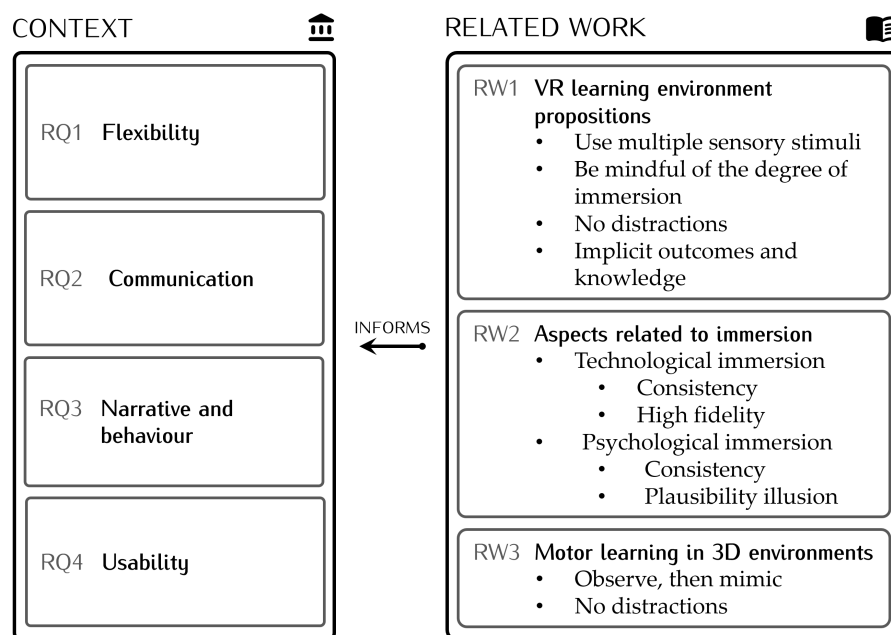 CONTEXT
RQ1 Flexibility
RQ2 Communication
RQ3 Narrative and
behaviour
RQ4 Usability
INFORMS
RELATED WORK
RW1 VR learning environment
propositions
• Use multiple sensory stimuli
• Be mindful of the degree of
immersion
• No distractions
• Implicit outcomes and
knowledge
RW2 Aspects related to immersion
• Technological immersion
• Consistency
• High fidelity
• Psychological immersion
• Consistency
• Plausibility illusion
RW3 Motor learning in 3D environments
• Observe, then mimic
• No distractions